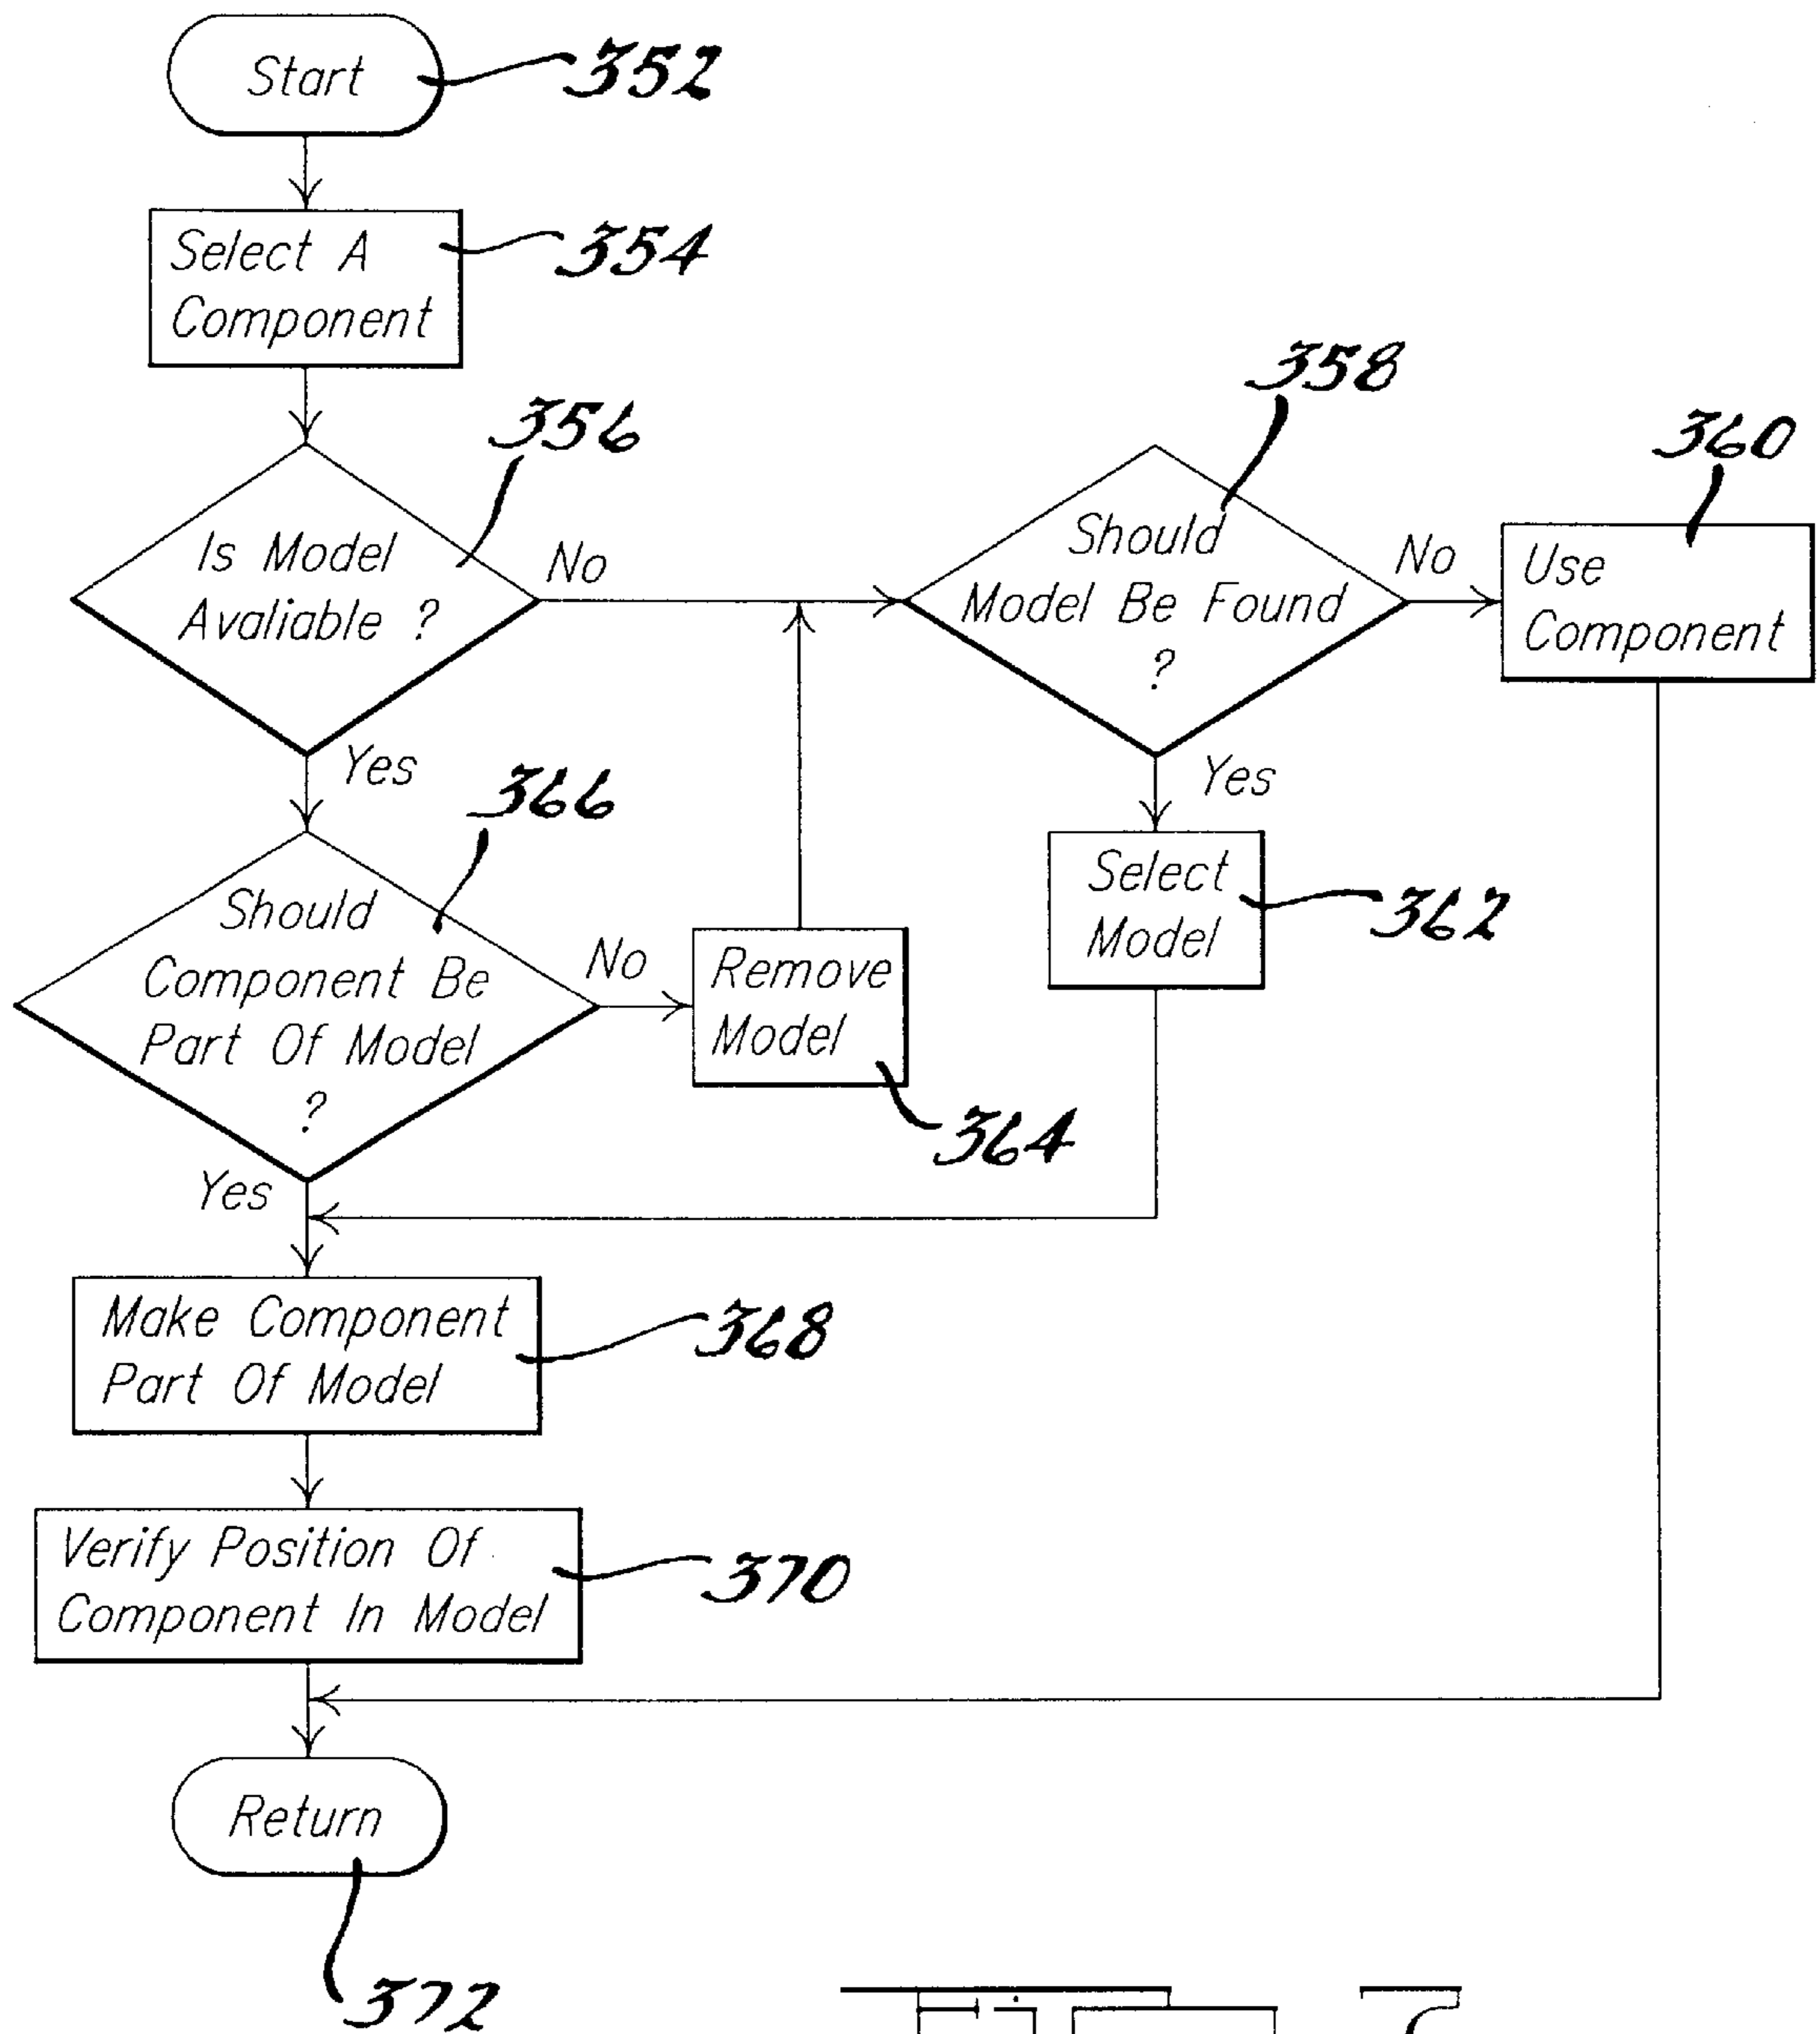 Start
352
Select A
Component
354
356
Is Model
Avaliable ?
No
Yes
358
Should
Model Be Found
?
No
Yes
360
Use
Component
366
Should
Component Be
Part Of Model
?
No
Yes
Remove
Model
364
Select
Model
362
Make Component
Part Of Model
368
Verify Position Of
Component In Model
370
Return
372